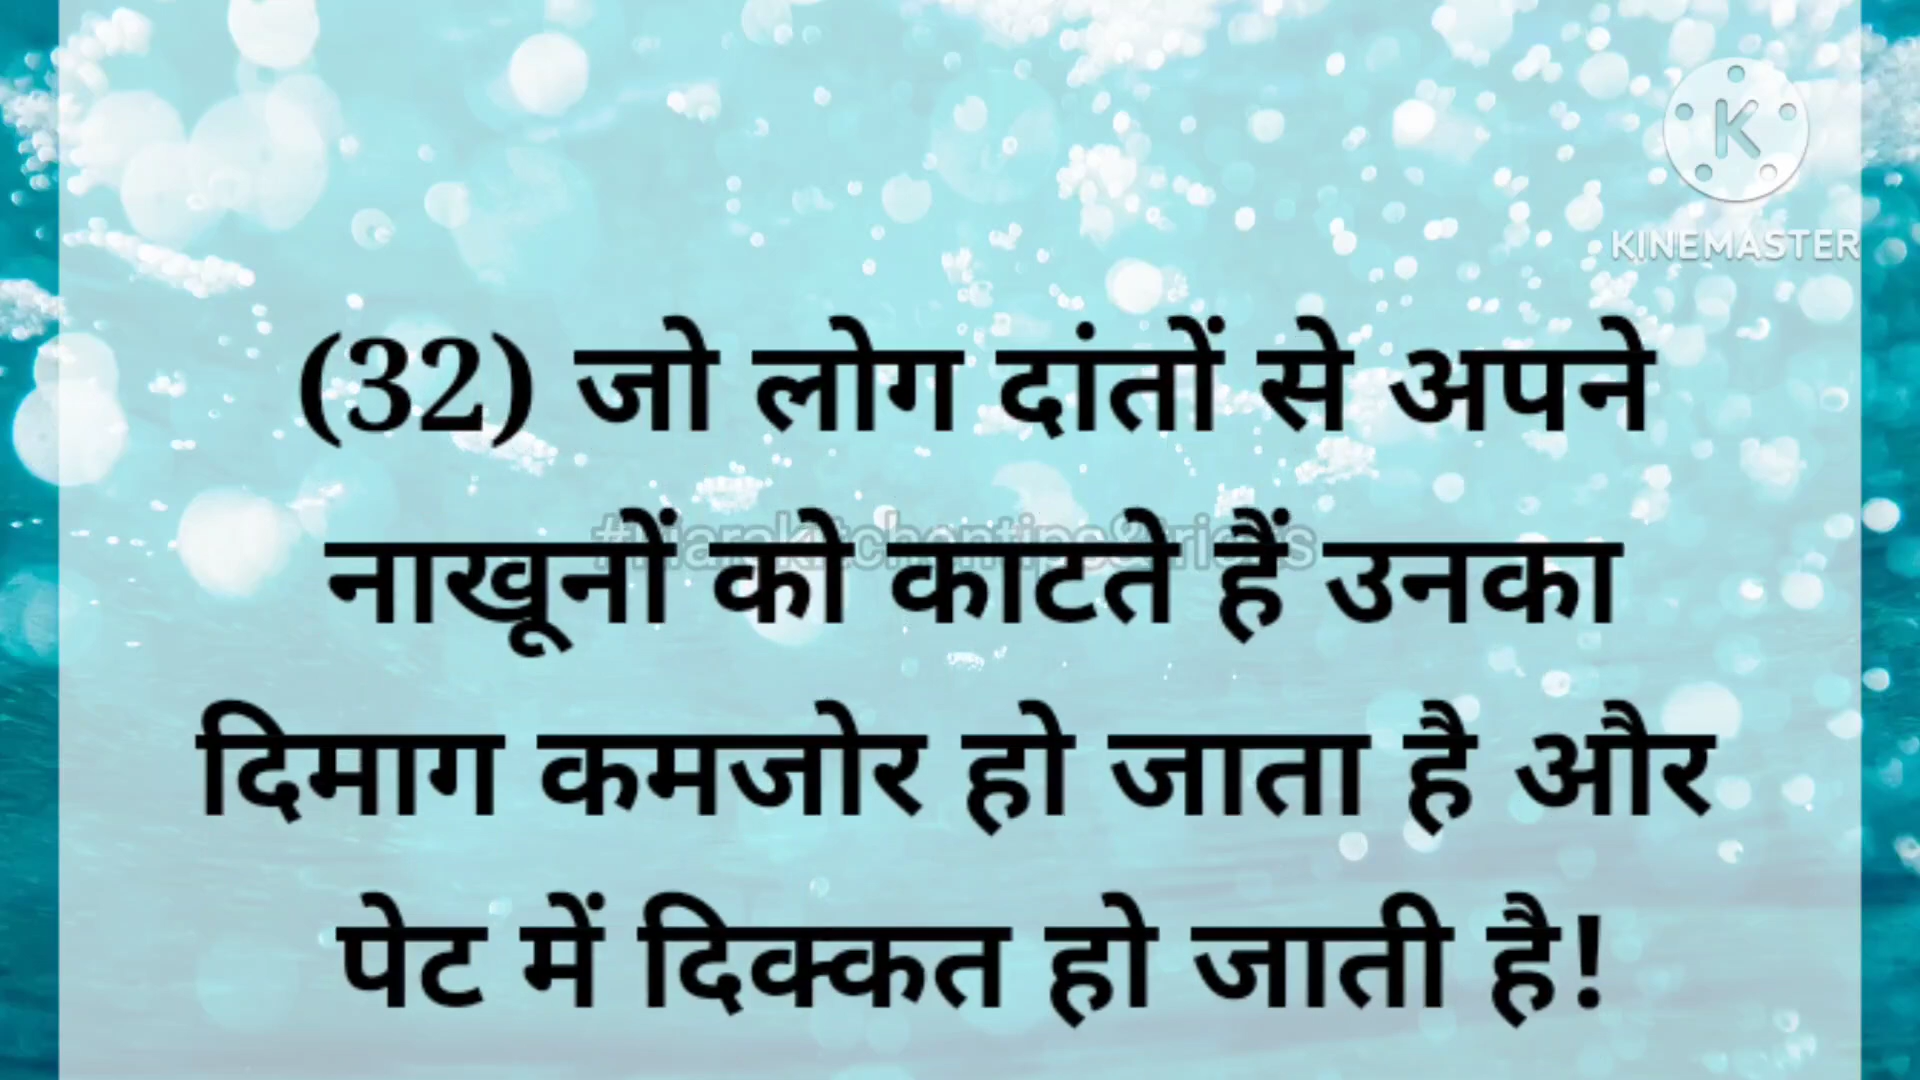 KINEMASTER
(32) जो लोग दांतों से अपने
नाखूनों को काटते हैं उनका
दिमाग कमजोर हो जाता है और
पेट में दिक्कत हो जाती है!